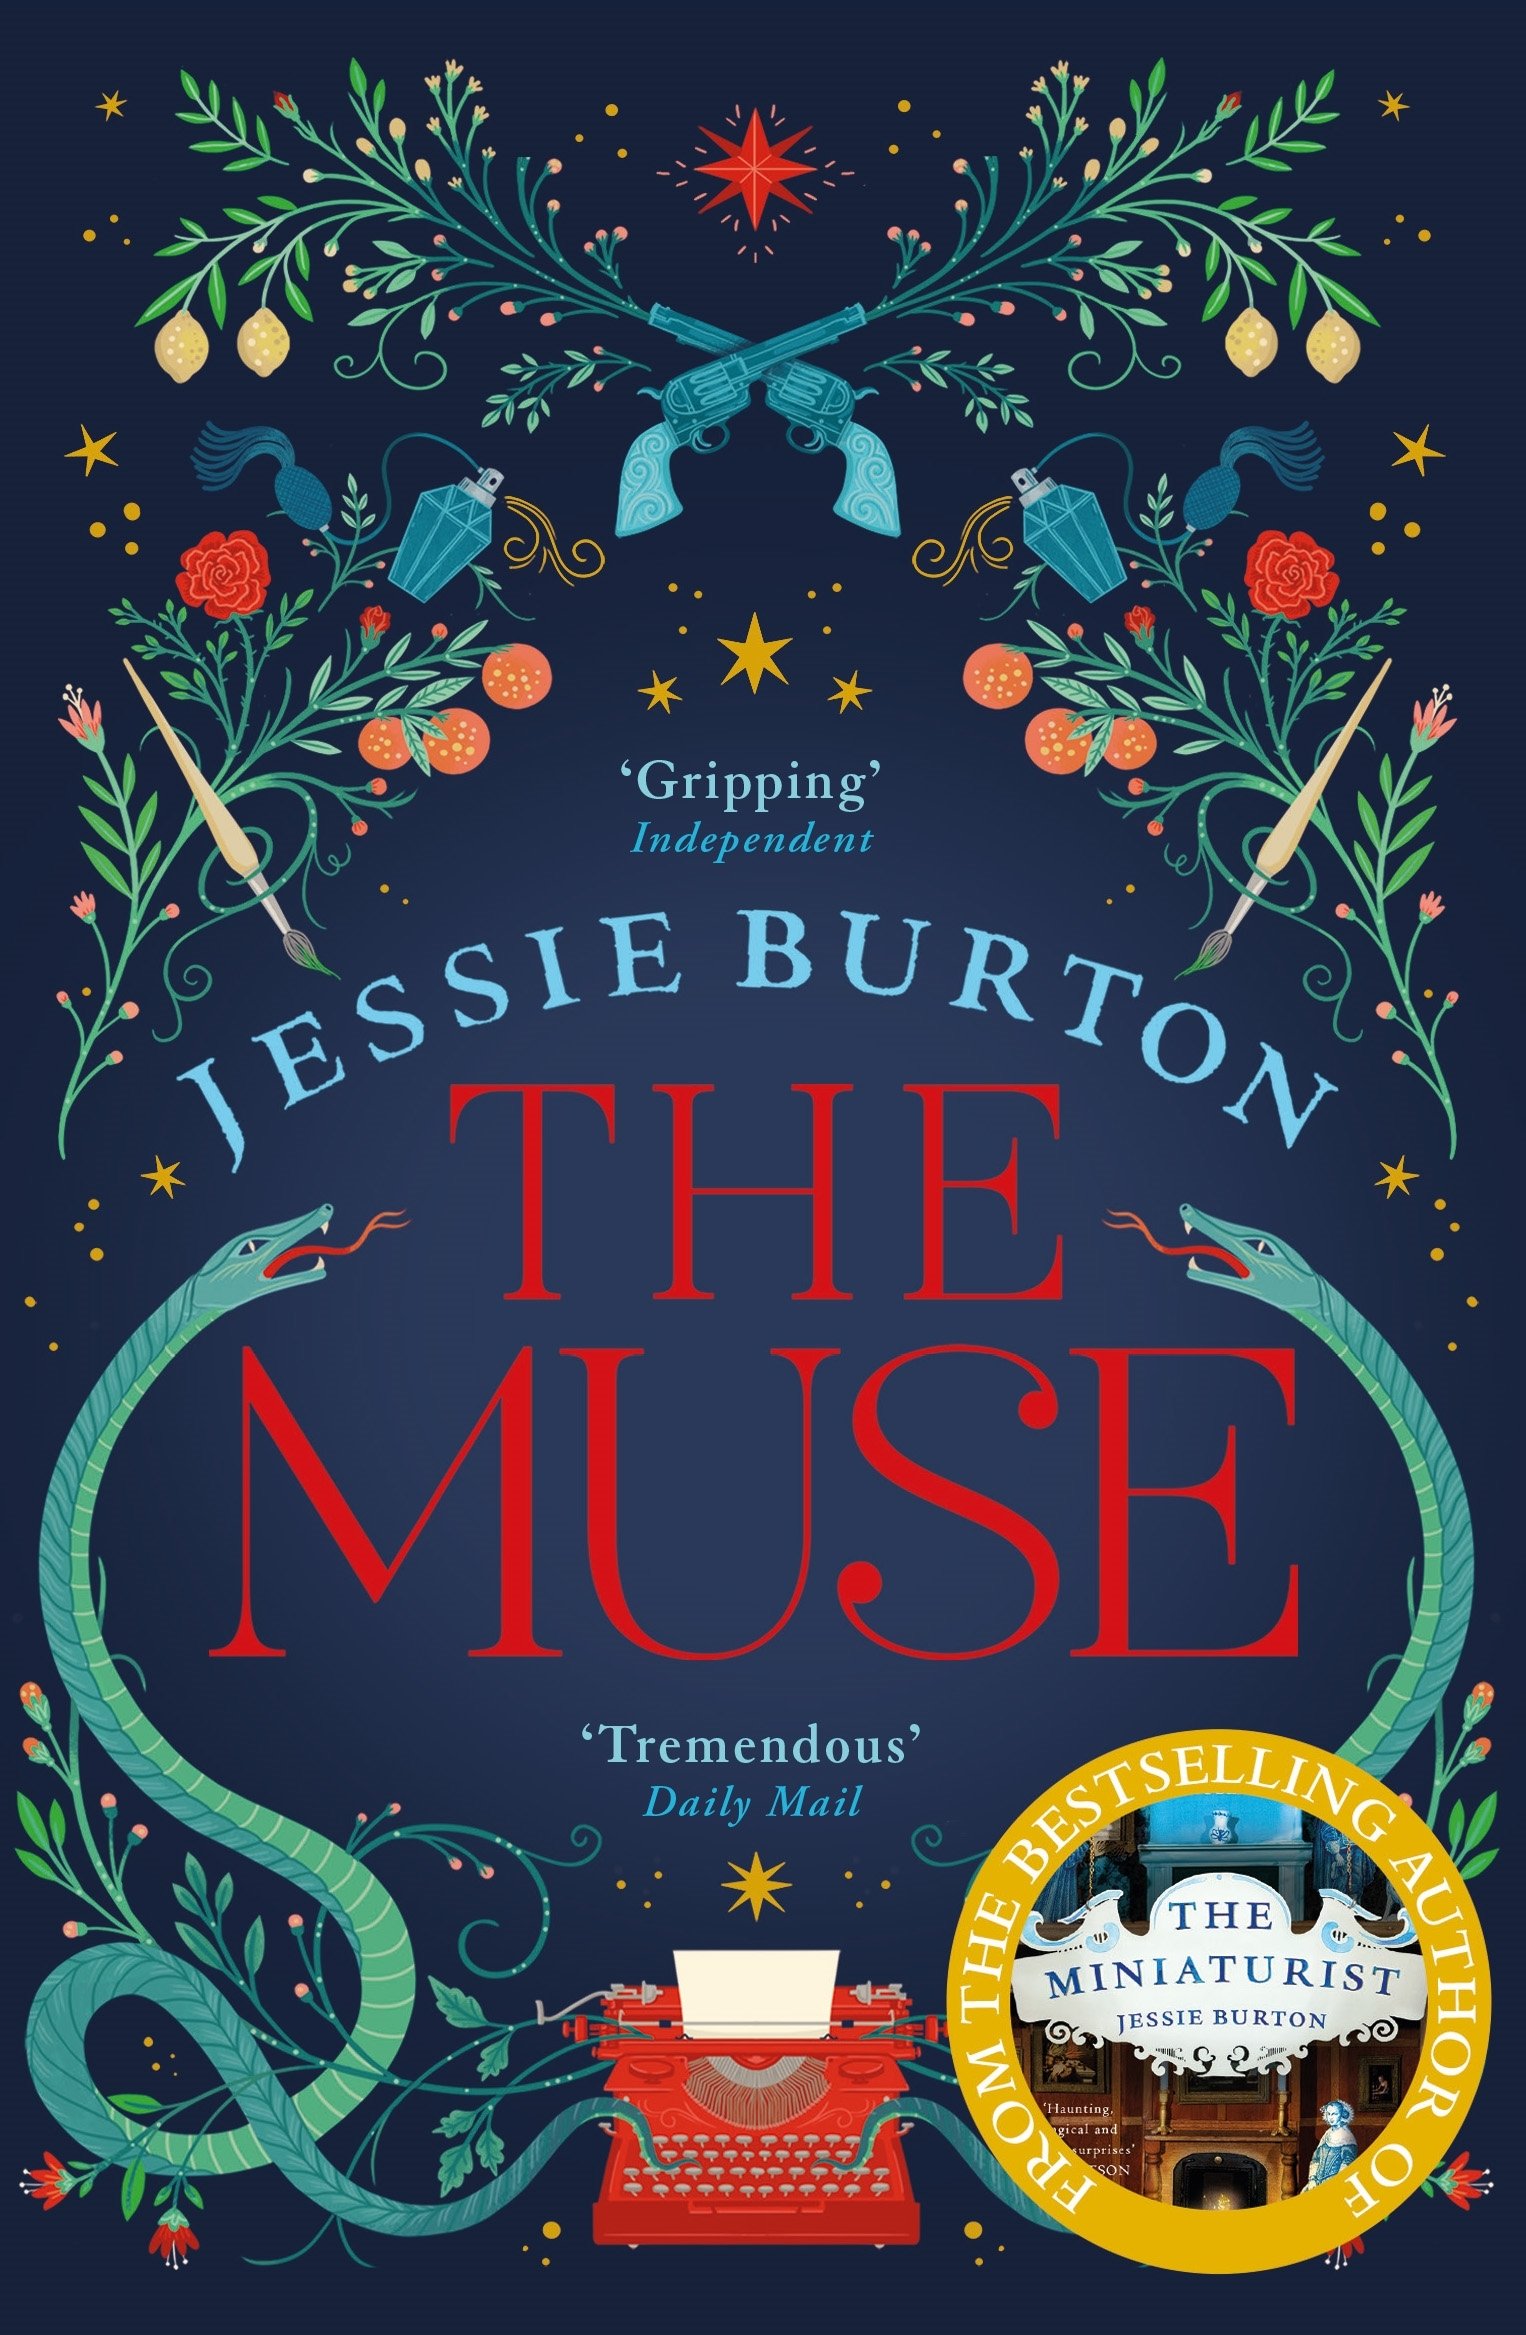 ‘Gripping’
Independent
JESSIE BURTON
THE
MUSE
‘Tremendous’
Daily Mail
FROM THE BESTSELLING AUTHOR OF
THE
MINIATURIST
JESSIE BURTON
‘Haunting,
and
surprises’